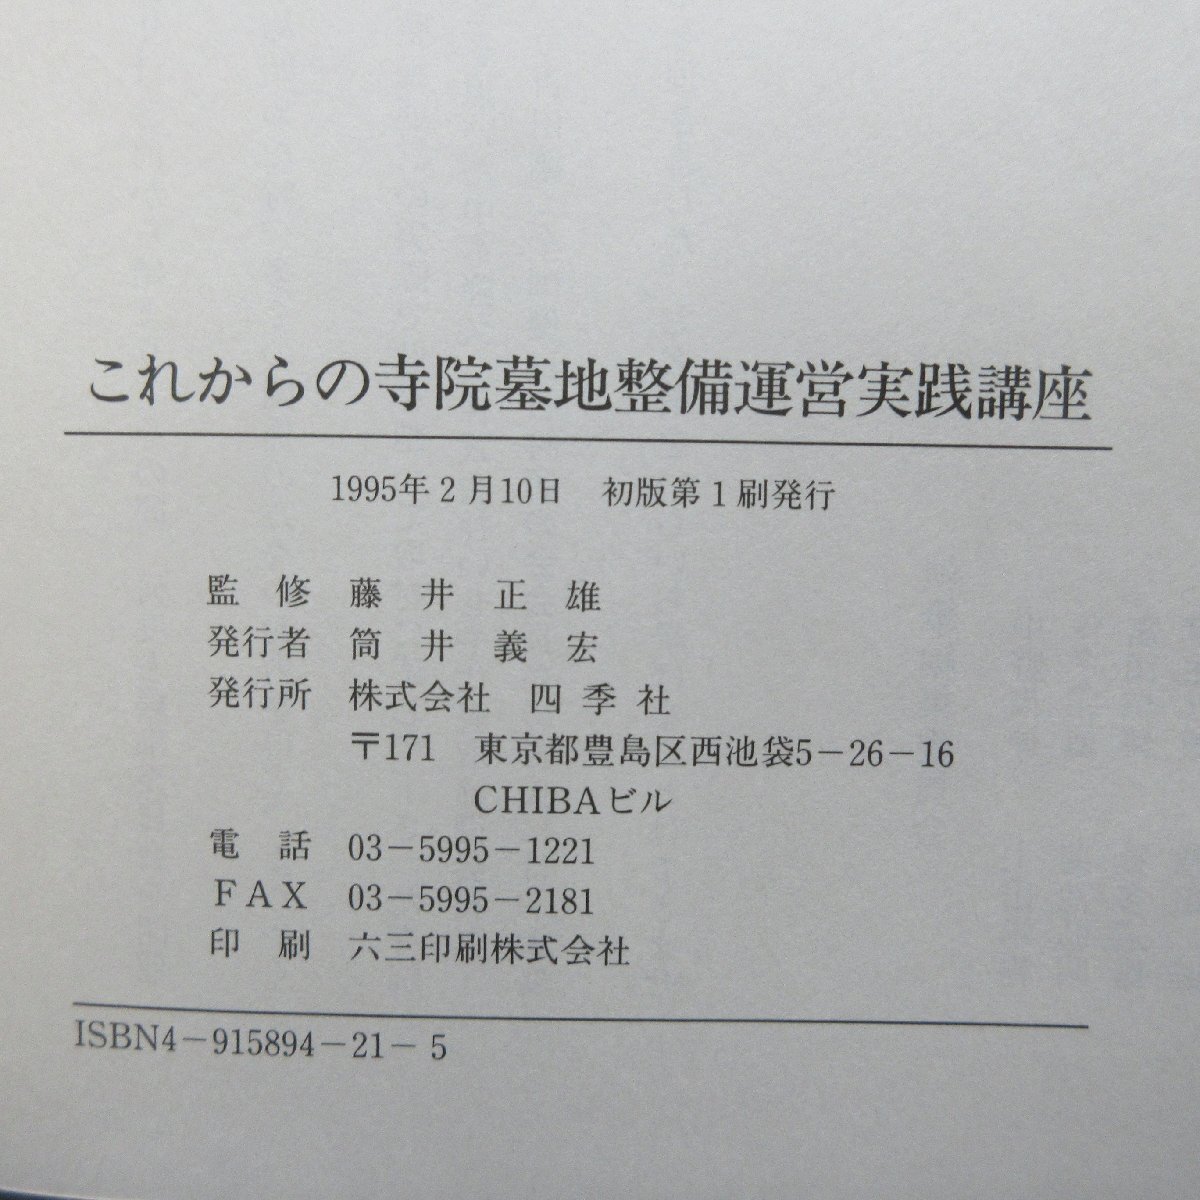 これからの寺院墓地整備運営実践講座
1995年2月10日　初版第1刷発行
監　修　藤　井　正　雄
発行者　筒　井　義　宏
発行所　株式会社　四　季　社
〒171　東京都豊島区西池袋5－26－16
CHIBAビル
電　話　03－5995－1221
ＦＡＸ　03－5995－2181
印　刷　六三印刷株式会社
ISBN4－915894－21－5